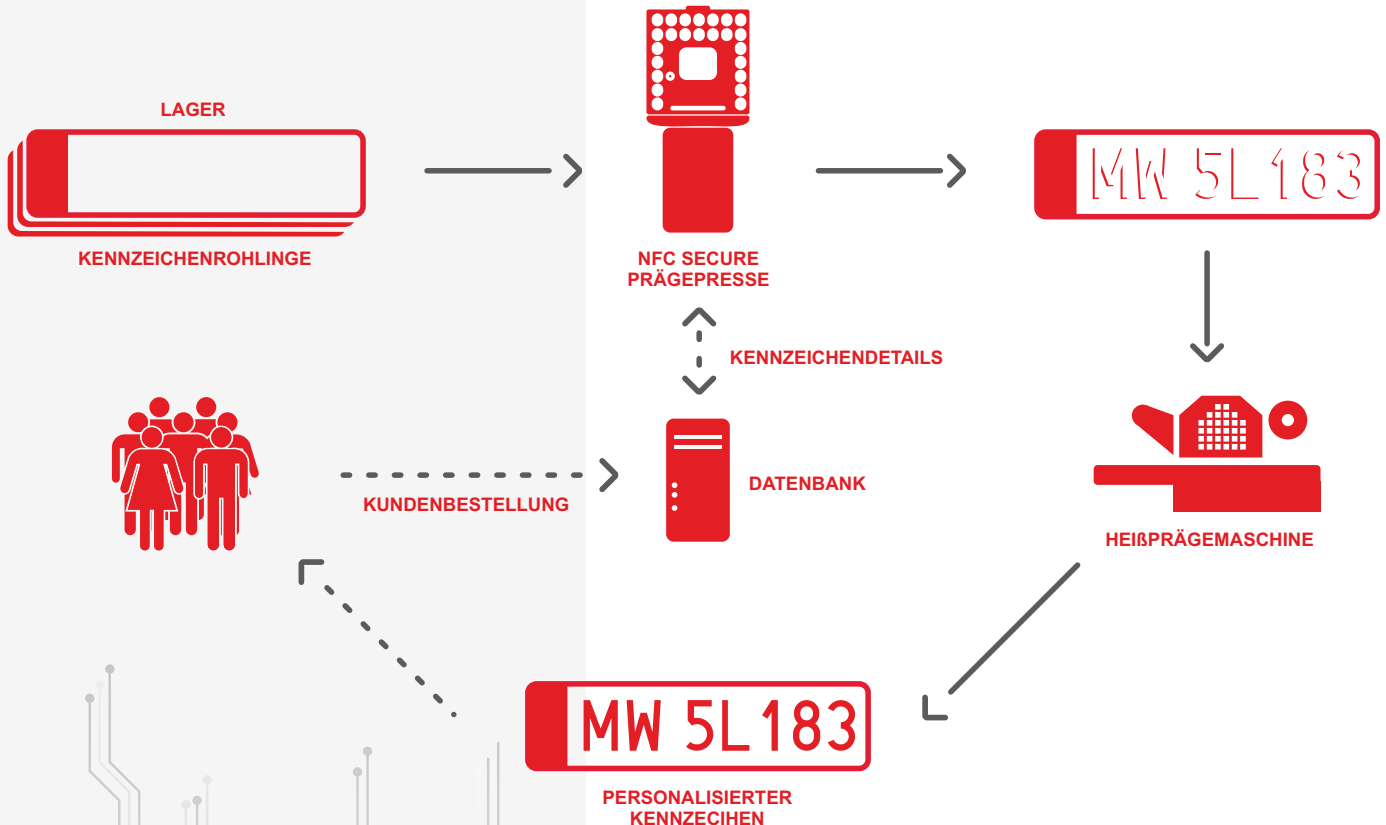 LAGER
KENNZEICHENROHLINGE
NFC SECURE
PRÄGEPRESSE
MW 5L183
KENNZEICHENDETAILS
KUNDENBESTELLUNG
DATENBANK
HEIßPRÄGEMASCHINE
MW 5L183
PERSONALISIERTER
KENNZECIHEN